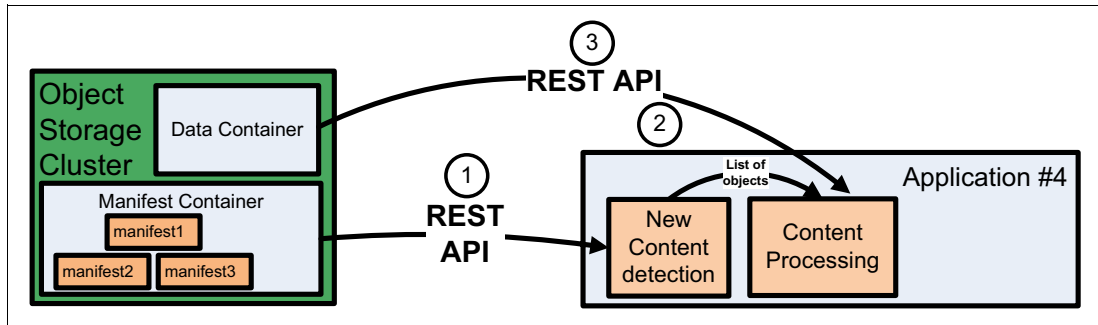 Object
Storage
Cluster
Data Container
Manifest Container
manifest1
manifest2
manifest3
1
REST
API
3
REST API
2
Application #4
List of
objects
New
Content
detection
Content
Processing